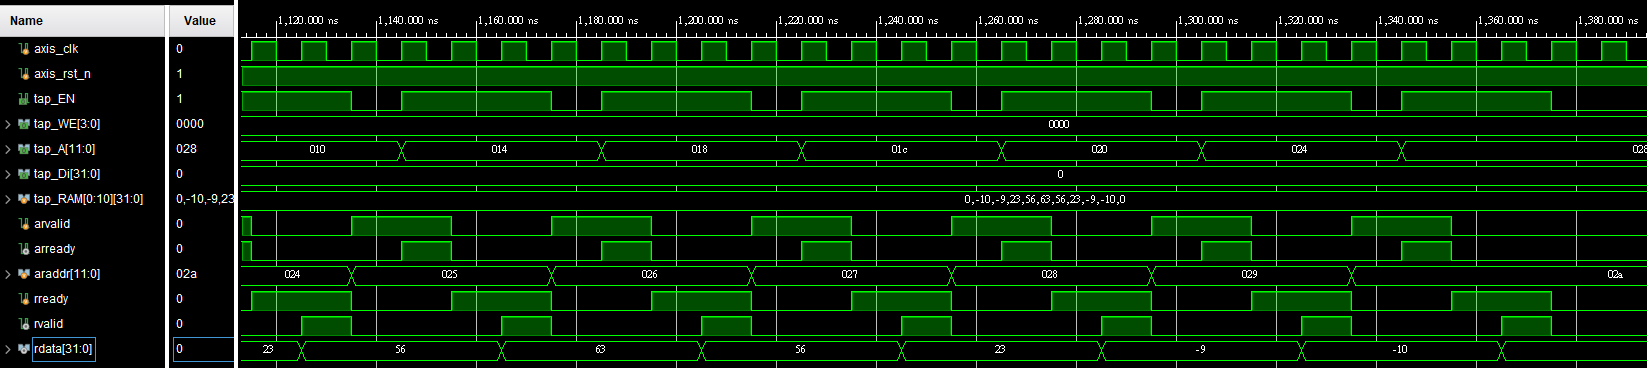 Name Value 1,120.000 ns 1,140.000 ns 1,160.000 ns 1,180.000 ns 1,200.000 ns 1,220.000 ns 1,240.000 ns 1,260.000 ns 1,280.000 ns 1,300.000 ns 1,320.000 ns 1,340.000 ns 1,360.000 ns 1,380.000 ns
axis_clk 0
axis_rst_n 1
tap_EN 1
tap_WE[3:0] 0000 0000
tap_A[11:0] 028 010 014 018 01c 020 024 028
tap_Di[31:0] 0 0
tap_RAM[0:10][31:0] 0,-10,-9,23 0,-10,-9,23,56,63,56,23,-9,-10,0
arvalid 0
arready 0
araddr[11:0] 02a 024 025 026 027 028 029 02a
rready 0
rvalid 0
rdata[31:0] 0 23 56 63 56 23 -9 -10